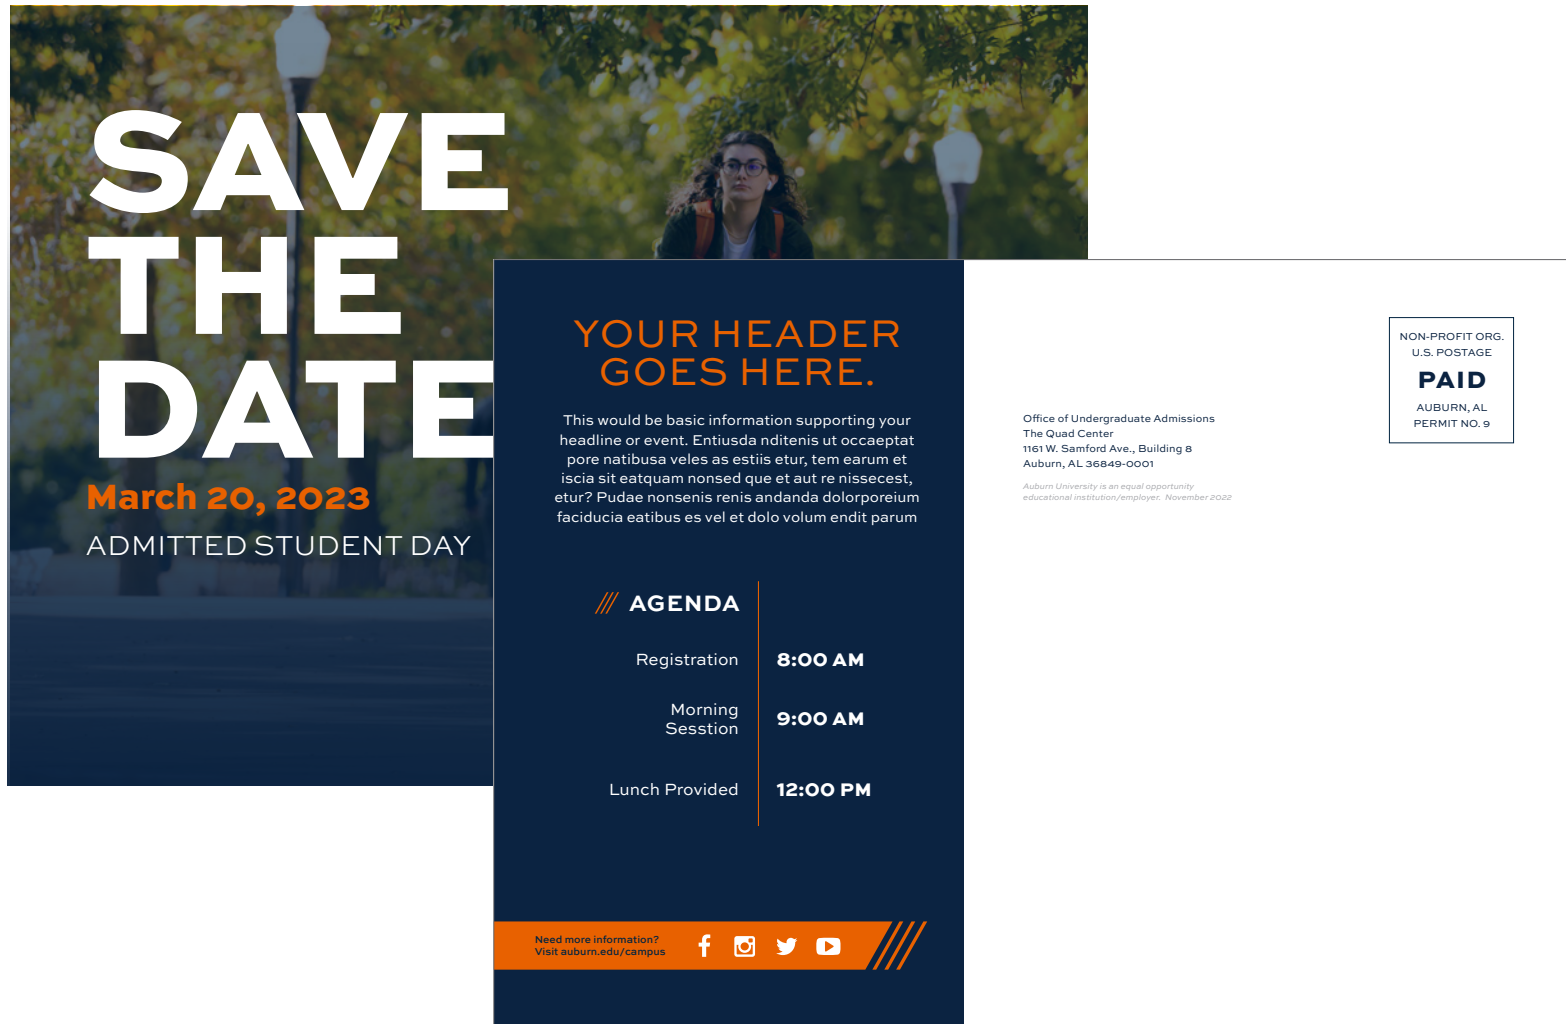 SAVE
THE
DATE
March 20, 2023
ADMITTED STUDENT DAY
YOUR HEADER
GOES HERE.
This would be basic information supporting your
headline or event. Entiusda nditenis ut occaeptat
pore natibusa veles as estiis etur, tem earum et
iscia sit eatquam nonsed que et aut re nissecest,
etur? Pudae nonsenis renis andanda dolorporeium
faciducia eatibus es vel et dolo volum endit parum
/// AGENDA
Registration 8:00 AM
Morning
Sesstion 9:00 AM
Lunch Provided 12:00 PM
Need more information?
Visit auburn.edu/campus
Office of Undergraduate Admissions
The Quad Center
1161 W. Samford Ave., Building 8
Auburn, AL 36849-0001
Auburn University is an equal opportunity
educational institution/employer. November 2022
NON-PROFIT ORG.
U.S. POSTAGE
PAID
AUBURN, AL
PERMIT NO. 9